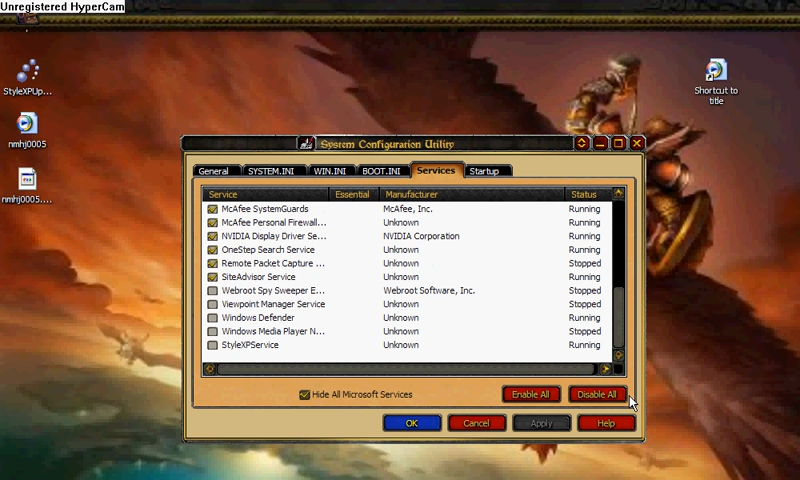 Unregistered HyperCam
StyleXPUp...
nmhj0005
nmhj0005....
Shortcut to
title
System Configuration Utility
General SYSTEM.INI WIN.INI BOOT.INI Services Startup
Service Essential Manufacturer Status
McAfee SystemGuards McAfee, Inc. Running
McAfee Personal Firewall... Unknown Running
NVIDIA Display Driver Se... NVIDIA Corporation Running
OneStep Search Service Unknown Running
Remote Packet Capture ... Unknown Stopped
SiteAdvisor Service Unknown Running
Webroot Spy Sweeper E... Webroot Software, Inc. Stopped
Viewpoint Manager Service Unknown Stopped
Windows Defender Unknown Running
Windows Media Player N... Unknown Stopped
StyleXPService Unknown Running
Hide All Microsoft Services Enable All Disable All
OK Cancel Apply Help